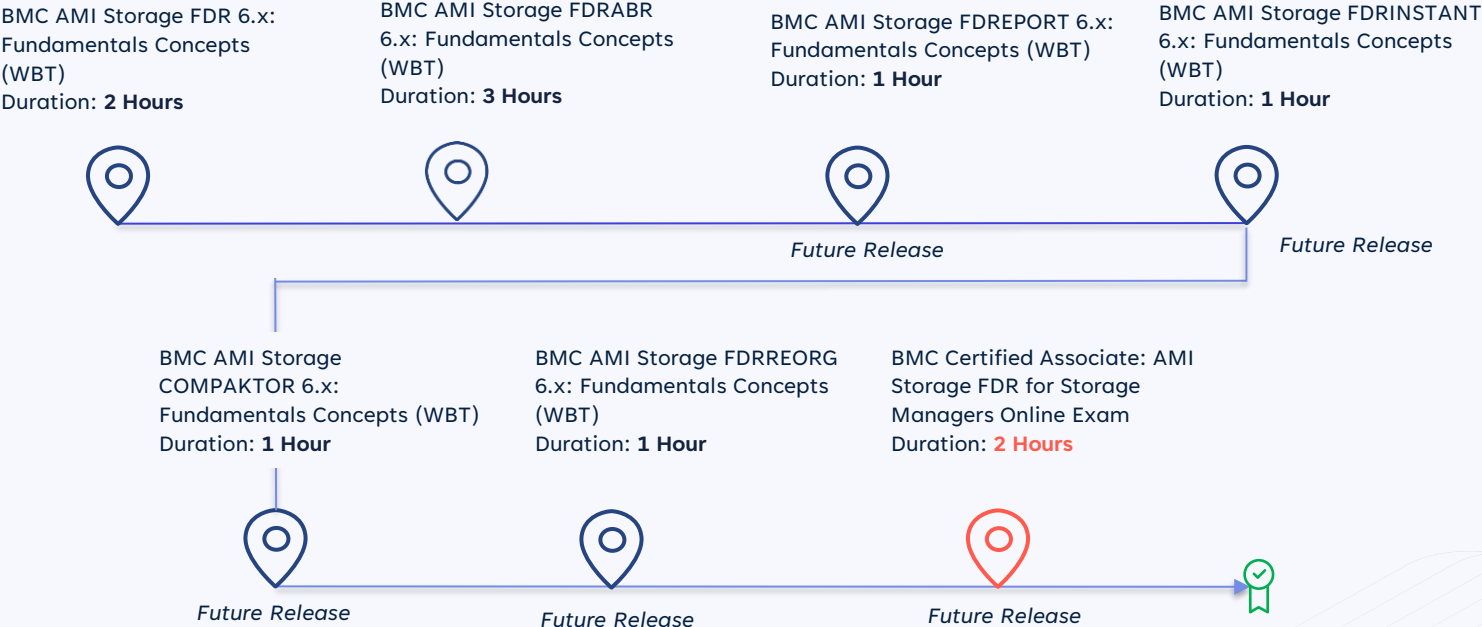 BMC AMI Storage FDR 6.x:
Fundamentals Concepts
(WBT)
Duration: 2 Hours
BMC AMI Storage FDRABR
6.x: Fundamentals Concepts
(WBT)
Duration: 3 Hours
BMC AMI Storage FDREPORT 6.x:
Fundamentals Concepts (WBT)
Duration: 1 Hour
BMC AMI Storage FDRINSTANT
6.x: Fundamentals Concepts
(WBT)
Duration: 1 Hour
Future Release
Future Release
BMC AMI Storage
COMPAKTOR 6.x:
Fundamentals Concepts (WBT)
Duration: 1 Hour
BMC AMI Storage FDRREORG
6.x: Fundamentals Concepts
(WBT)
Duration: 1 Hour
BMC Certified Associate: AMI
Storage FDR for Storage
Managers Online Exam
Duration: 2 Hours
Future Release
Future Release
Future Release